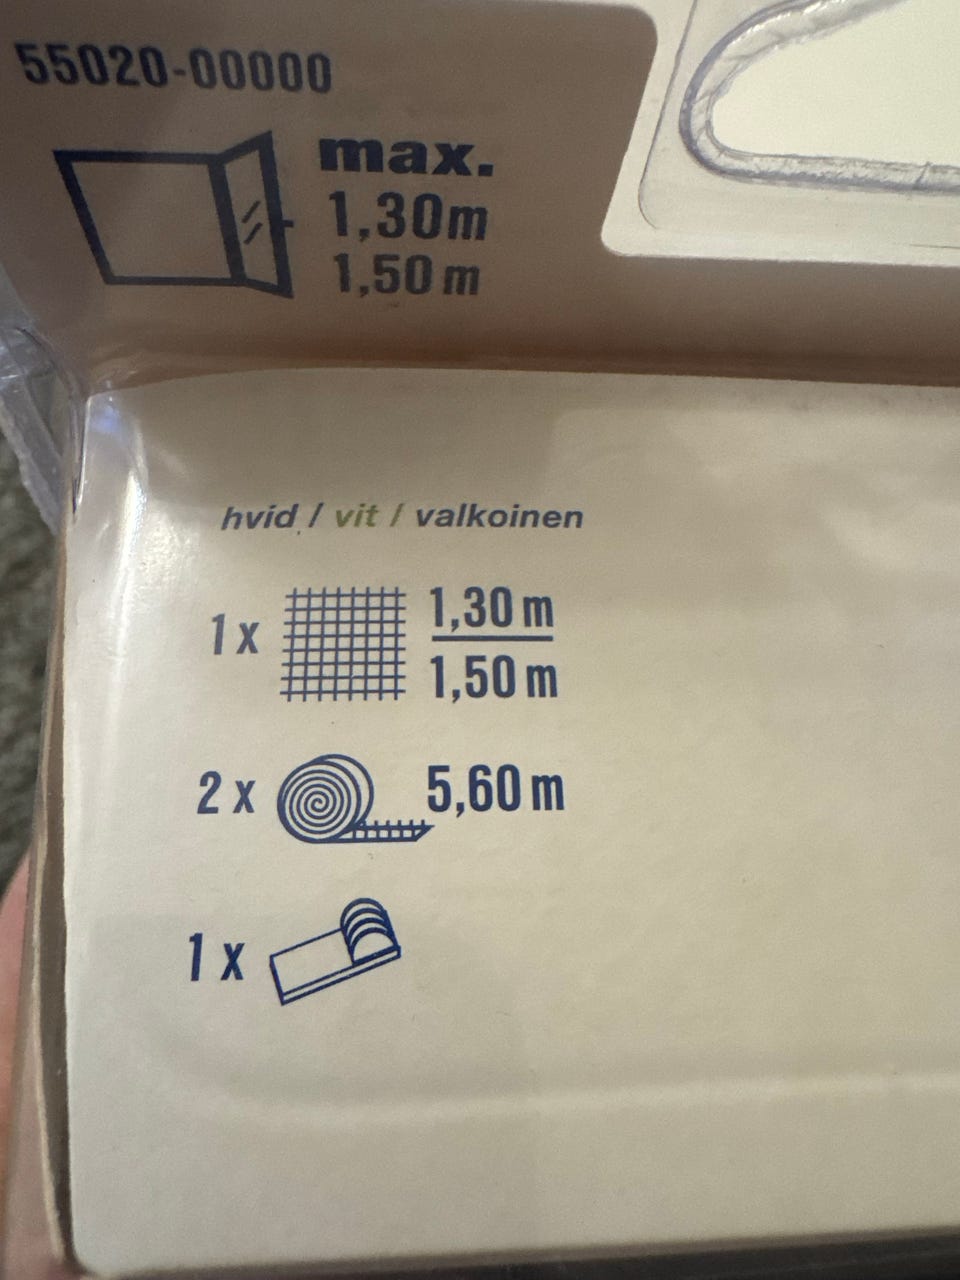 55020-00000
max.
1,30m
1,50m
hvid / vit / valkoinen
1x 1,30m
1,50m
2x 5,60m
1x